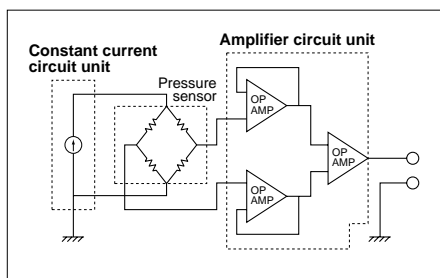 Constant current
circuit unit
Amplifier circuit unit
Pressure
sensor
OP
AMP
OP
AMP
OP
AMP